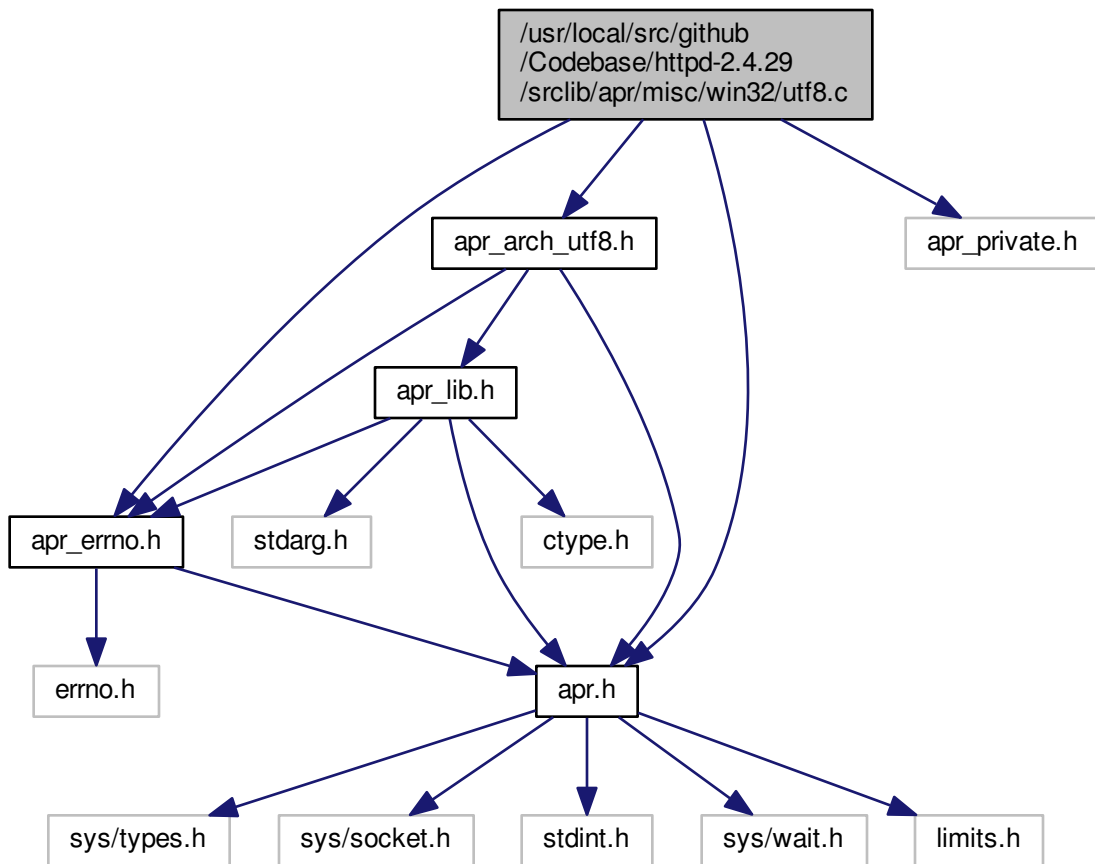 /usr/local/src/github
/Codebase/httpd-2.4.29
/srclib/apr/misc/win32/utf8.c
apr_arch_utf8.h
apr_private.h
apr_lib.h
apr_errno.h
stdarg.h
ctype.h
errno.h
apr.h
sys/types.h
sys/socket.h
stdint.h
sys/wait.h
limits.h